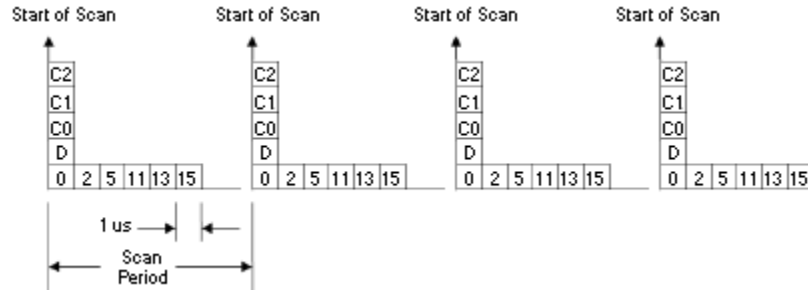 Start of Scan Start of Scan Start of Scan Start of Scan
C2 C2 C2 C2
C1 C1 C1 C1
C0 C0 C0 C0
D D D D
0 2 5 11 13 15 0 2 5 11 13 15 0 2 5 11 13 15 0 2 5 11 13 15
1 us
Scan
Period